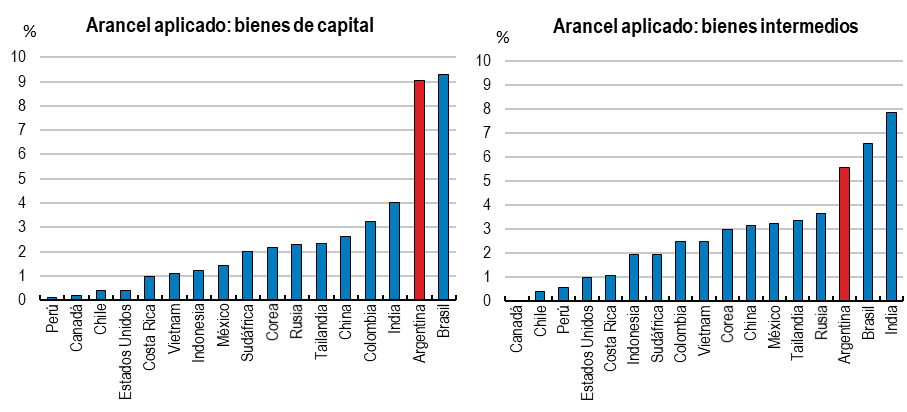 Arancel aplicado: bienes de capital
%
10
9
8
7
6
5
4
3
2
1
0
Perú
Canadá
Chile
Estados Unidos
Costa Rica
Vietnam
Indonesia
México
Sudáfrica
Corea
Rusia
Tailandia
China
Colombia
India
Argentina
Brasil
Arancel aplicado: bienes intermedios
%
10
9
8
7
6
5
4
3
2
1
0
Canadá
Chile
Perú
Estados Unidos
Costa Rica
Indonesia
Sudáfrica
Colombia
Vietnam
Corea
China
México
Tailandia
Rusia
Argentina
Brasil
India